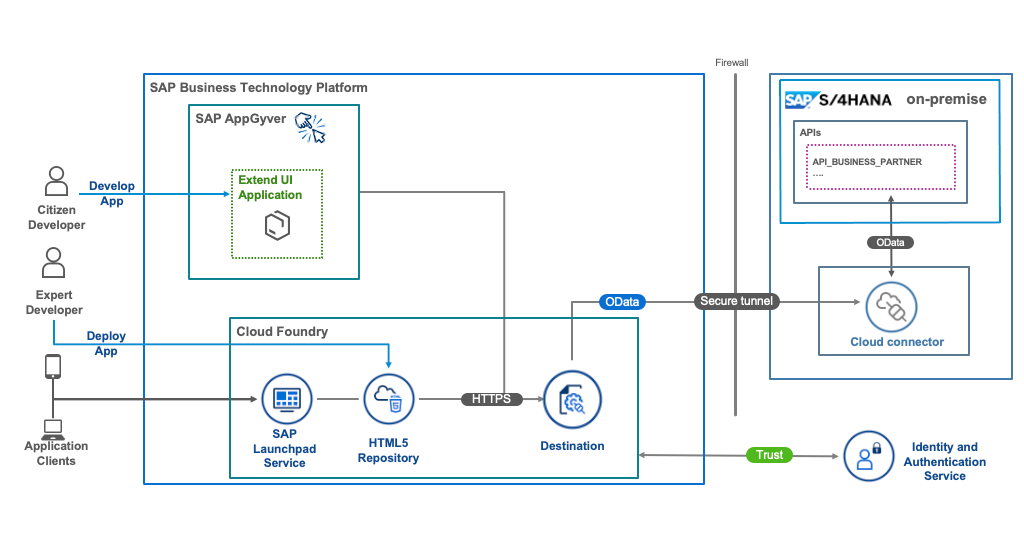 Firewall
SAP Business Technology Platform
SAP AppGyver
Extend UI
Application
Develop
App
Citizen
Developer
Expert
Developer
Deploy
App
Application
Clients
Cloud Foundry
SAP
Launchpad
Service
HTML
5
HTML5
Repository
HTTPS
Destination
OData
Secure tunnel
SAP S/4HANA on-premise
APIs
API_BUSINESS_PARTNER
....
OData
Cloud connector
Trust
Identity and
Authentication
Service